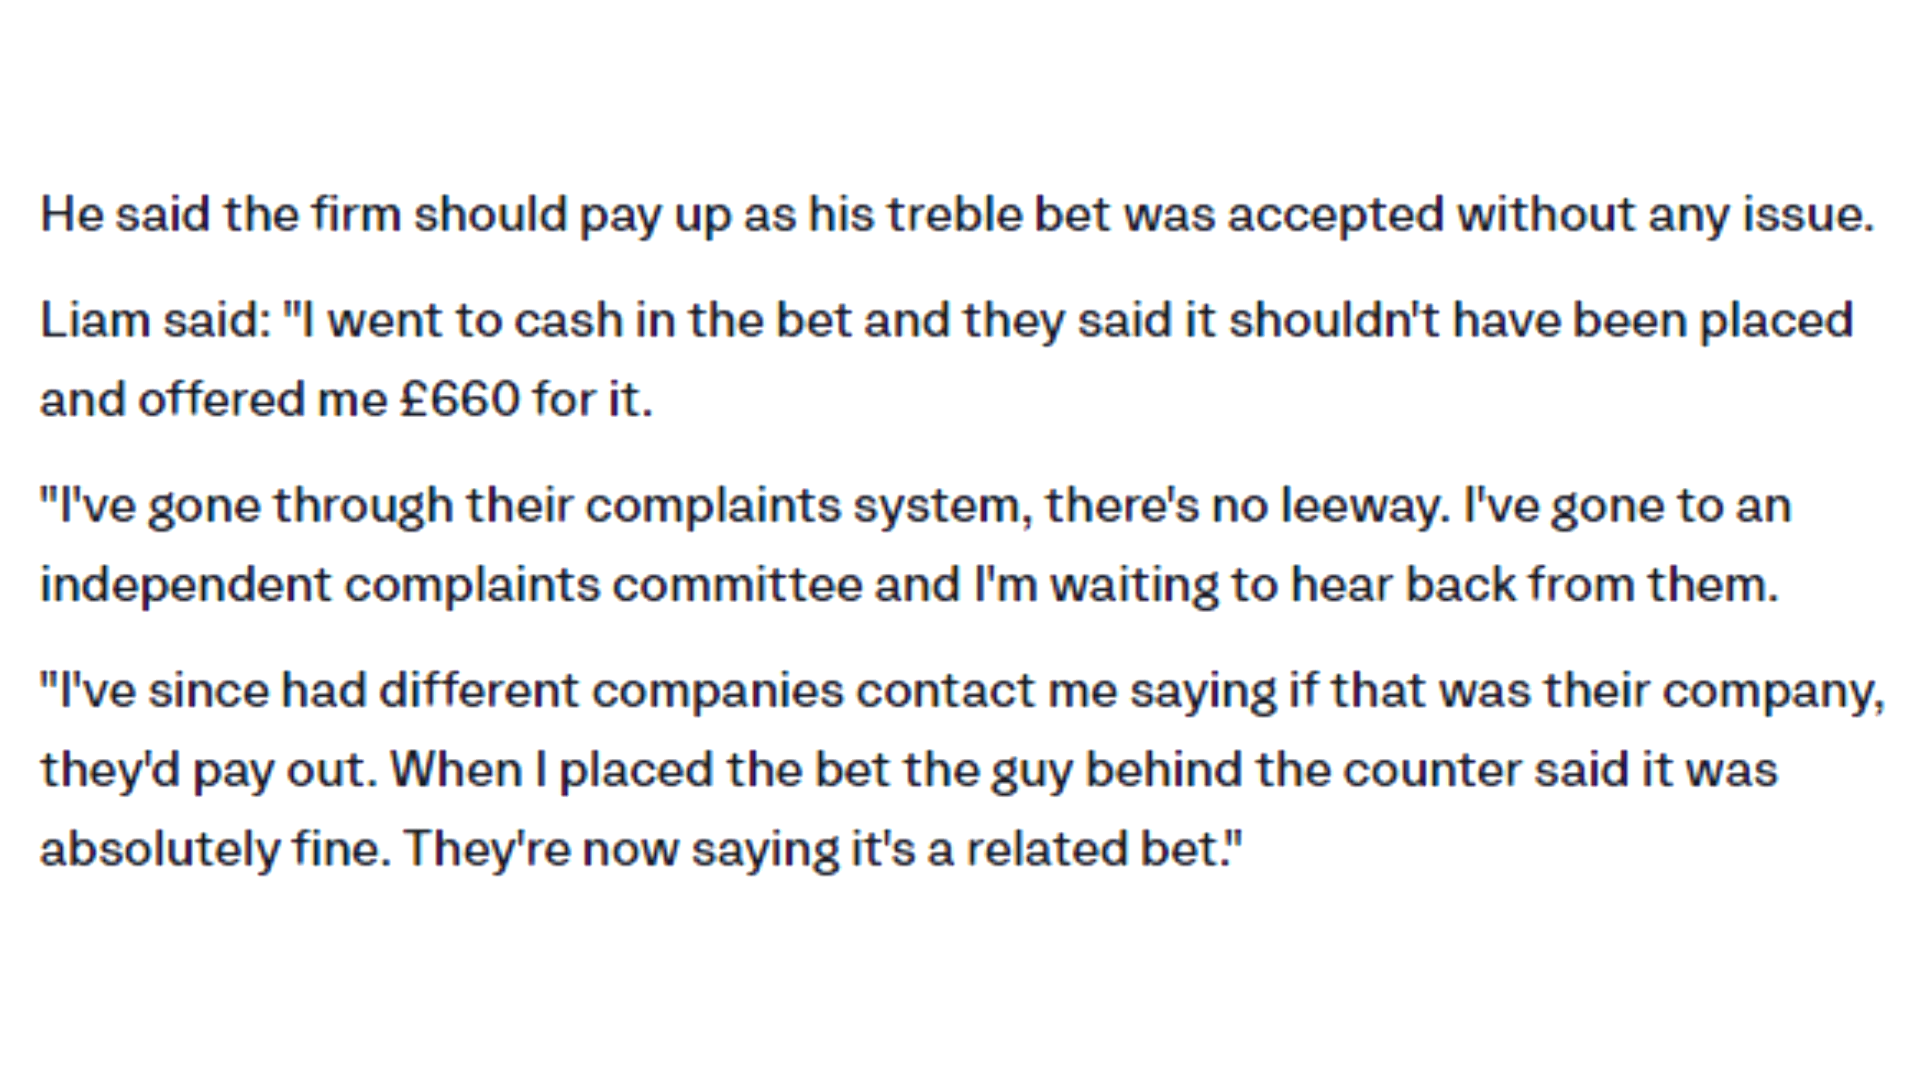 He said the firm should pay up as his treble bet was accepted without any issue.
Liam said: "I went to cash in the bet and they said it shouldn't have been placed
and offered me £660 for it.
"I've gone through their complaints system, there's no leeway. I've gone to an
independent complaints committee and I'm waiting to hear back from them.
"I've since had different companies contact me saying if that was their company,
they'd pay out. When I placed the bet the guy behind the counter said it was
absolutely fine. They're now saying it's a related bet."